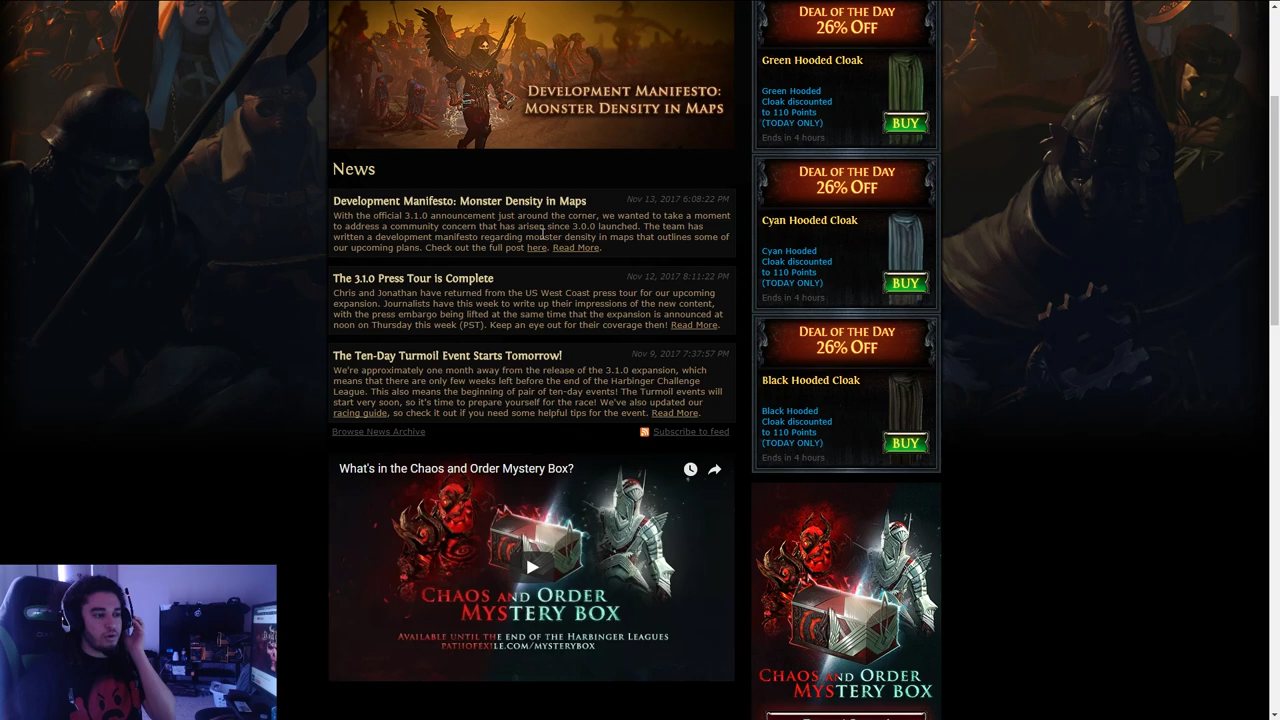 Development Manifesto:
Monster Density in Maps
News
Development Manifesto: Monster Density in Maps
Nov 13, 2017 6:08:22 PM
With the official 3.1.0 announcement just around the corner, we wanted to take a moment
to address a community concern that has arisen since 3.0.0 launched. The team has
written a development manifesto regarding monster density in maps that outlines some of
our upcoming plans. Check out the full post here. Read More.
The 3.1.0 Press Tour is Complete
Nov 12, 2017 8:11:22 PM
Chris and Jonathan have returned from the US West Coast press tour for our upcoming
expansion. Journalists have this week to write up their impressions of the new content,
with the press embargo being lifted at the same time that the expansion is announced at
noon on Thursday this week (PST). Keep an eye out for their coverage then! Read More.
The Ten-Day Turmoil Event Starts Tomorrow!
Nov 9, 2017 7:37:57 PM
We're approximately one month away from the release of the 3.1.0 expansion, which
means that there are only few weeks left before the end of the Harbinger Challenge
League. This also means the beginning of pair of ten-day events! The Turmoil events will
start very soon, so it's time to prepare yourself for the race! We've also updated our
racing guide, so check it out if you need some helpful tips for the event. Read More.
Browse News Archive
Subscribe to feed
What's in the Chaos and Order Mystery Box?
Chaos and Order
Mystery Box
Available until the end of the Harbinger Leagues
pathofexile.com/mysterybox
Deal of the Day
26% Off
Green Hooded Cloak
Green Hooded
Cloak discounted
to 110 Points
(TODAY ONLY)
BUY
Ends in 4 hours
Deal of the Day
26% Off
Cyan Hooded Cloak
Cyan Hooded
Cloak discounted
to 110 Points
(TODAY ONLY)
BUY
Ends in 4 hours
Deal of the Day
26% Off
Black Hooded Cloak
Black Hooded
Cloak discounted
to 110 Points
(TODAY ONLY)
BUY
Ends in 4 hours
Chaos and Order
Mystery Box